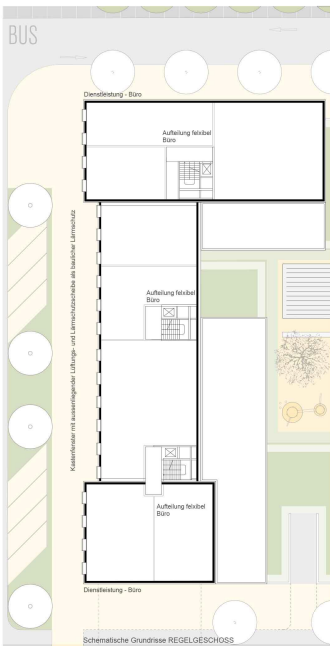 BUS
Dienstleistung - Büro
Aufteilung felxibel
Büro
Kastenfenster mit aussenliegender Lüftungs- und Lärmschutzscheibe als baulicher Lärmschutz
Aufteilung felxibel
Büro
Aufteilung felxibel
Büro
Dienstleistung - Büro
Schematische Grundrisse REGELGESCHOSS